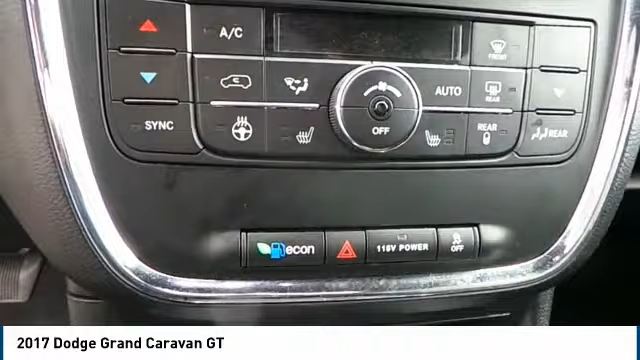 A/C
FRONT
AUTO
REAR
SYNC
OFF
REAR
REAR
econ
115V POWER
OFF
2017 Dodge Grand Caravan GT